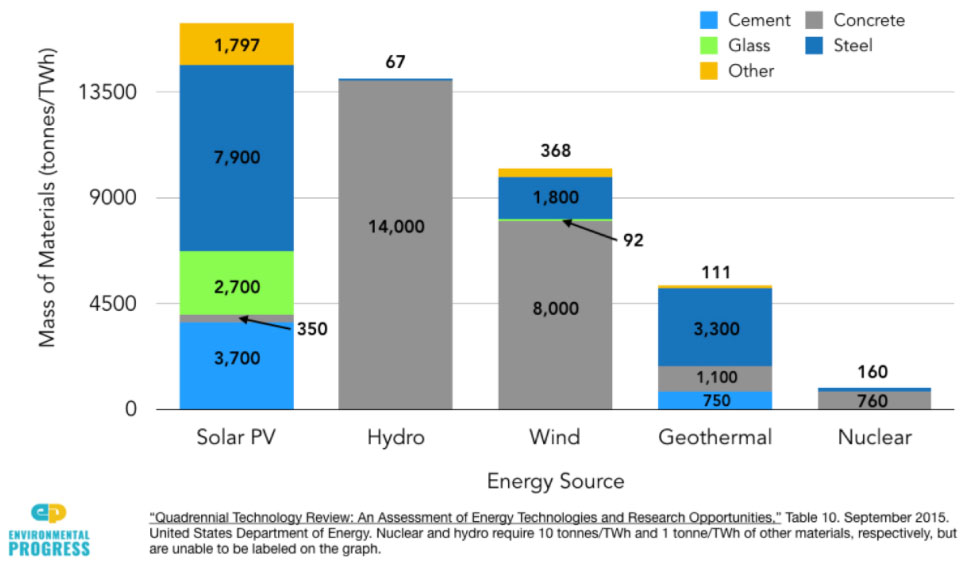 Cement
Concrete
Glass
Steel
Other
Mass of Materials (tonnes/TWh)
13500
9000
4500
0
1,797
7,900
2,700
350
3,700
67
14,000
368
1,800
92
8,000
111
3,300
1,100
750
160
760
Solar PV
Hydro
Wind
Geothermal
Nuclear
Energy Source
ep
ENVIRONMENTAL
PROGRESS
"Quadrennial Technology Review: An Assessment of Energy Technologies and Research Opportunities," Table 10. September 2015.
United States Department of Energy. Nuclear and hydro require 10 tonnes/TWh and 1 tonne/TWh of other materials, respectively, but
are unable to be labeled on the graph.